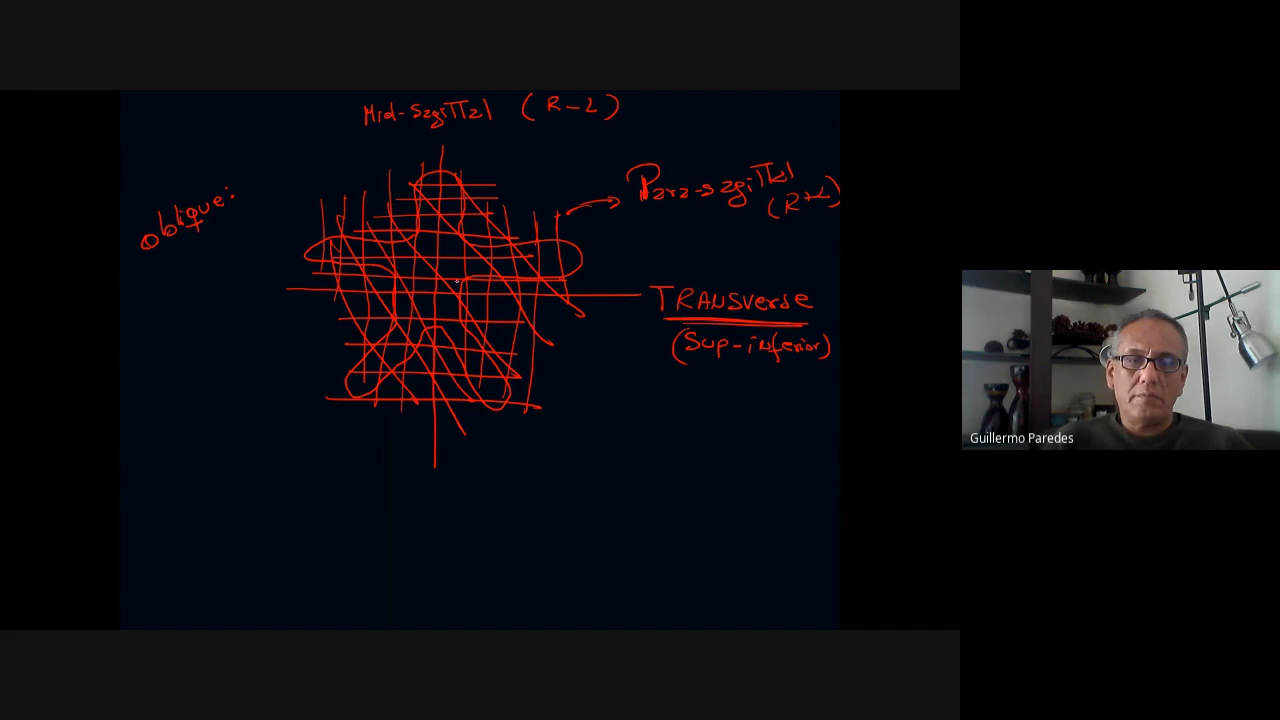 Mid-sagittal (R-L)
Oblique:
Para-sagittal
(R+L)
TRANSverse
(Sup-inferior)
Guillermo Paredes